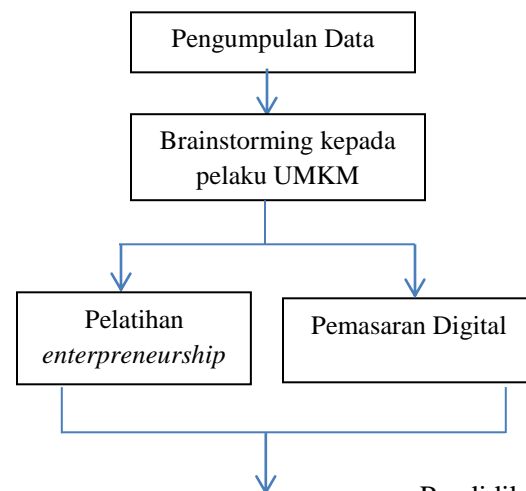 Pengumpulan Data
Brainstorming kepada
pelaku UMKM
Pelatihan
enterpreneurship
Pemasaran Digital